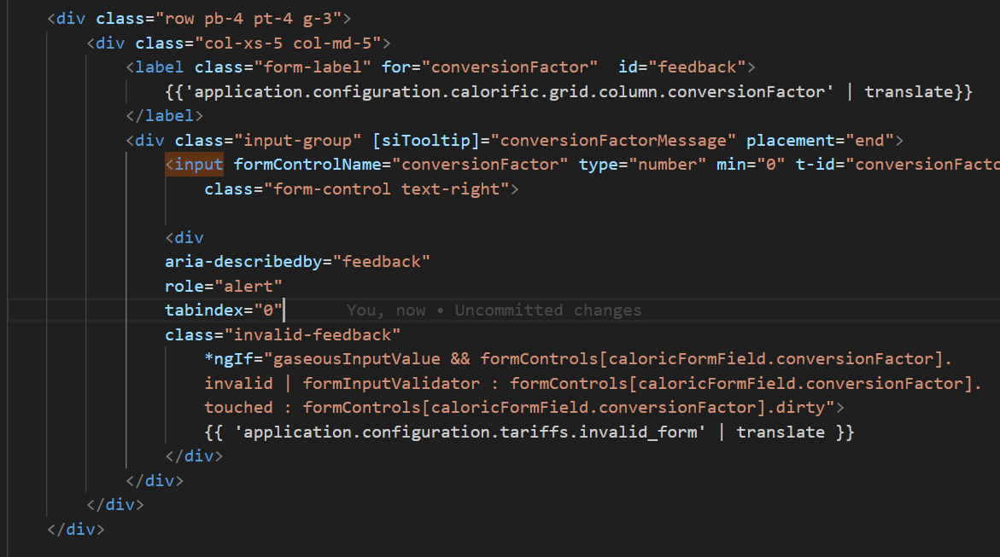 <div class="row pb-4 pt-4 g-3">
<div class="col-xs-5 col-md-5">
<label class="form-label" for="conversionFactor"  id="feedback">
{{'application.configuration.calorific.grid.column.conversionFactor' | translate}}
</label>
<div class="input-group" [siTooltip]="conversionFactorMessage" placement="end">
<input formControlName="conversionFactor" type="number" min="0" t-id="conversionFacto
class="form-control text-right">
<div
aria-describedby="feedback"
role="alert"
tabindex="0" You, now • Uncommitted changes
class="invalid-feedback"
*ngIf="gaseousInputValue && formControls[caloricFormField.conversionFactor].
invalid | formInputValidator : formControls[caloricFormField.conversionFactor].
touched : formControls[caloricFormField.conversionFactor].dirty">
{{ 'application.configuration.tariffs.invalid_form' | translate }}
</div>
</div>
</div>
</div>